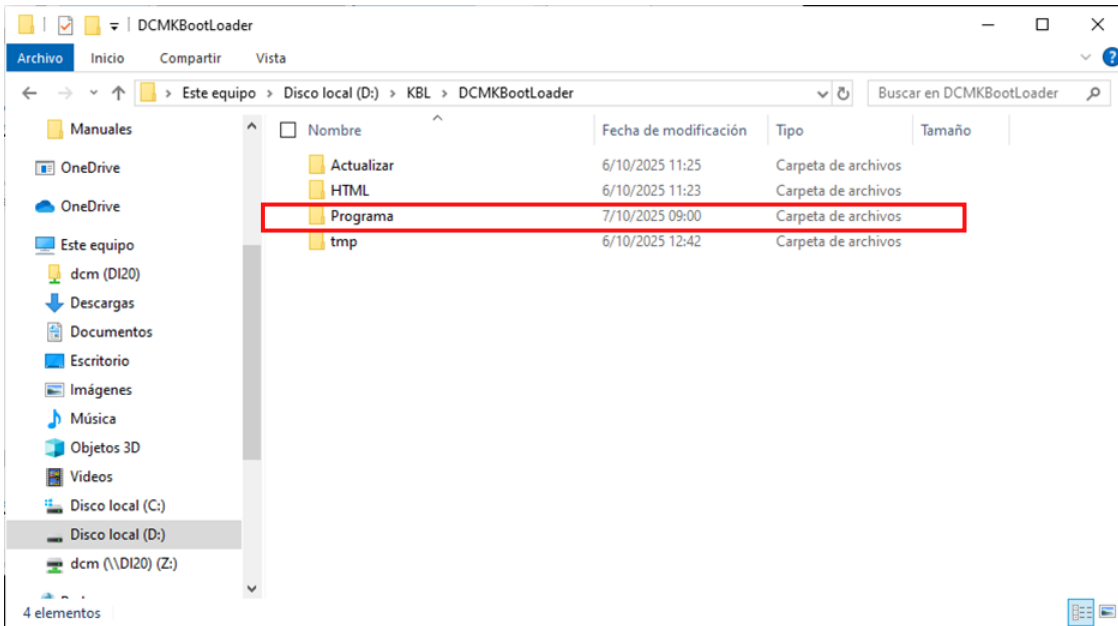 DCMKBootLoader
Archivo Inicio Compartir Vista
Este equipo > Disco local (D:) > KBL > DCMKBootLoader
Buscar en DCMKBootLoader
Manuales
OneDrive
OneDrive
Este equipo
dcm (DI20)
Descargas
Documentos
Escritorio
Imágenes
Música
Objetos 3D
Videos
Disco local (C:)
Disco local (D:)
dcm (\\DI20) (Z:)
Nombre Fecha de modificación Tipo Tamaño
Actualizar 6/10/2025 11:25 Carpeta de archivos
HTML 6/10/2025 11:23 Carpeta de archivos
Programa 7/10/2025 09:00 Carpeta de archivos
tmp 6/10/2025 12:42 Carpeta de archivos
4 elementos